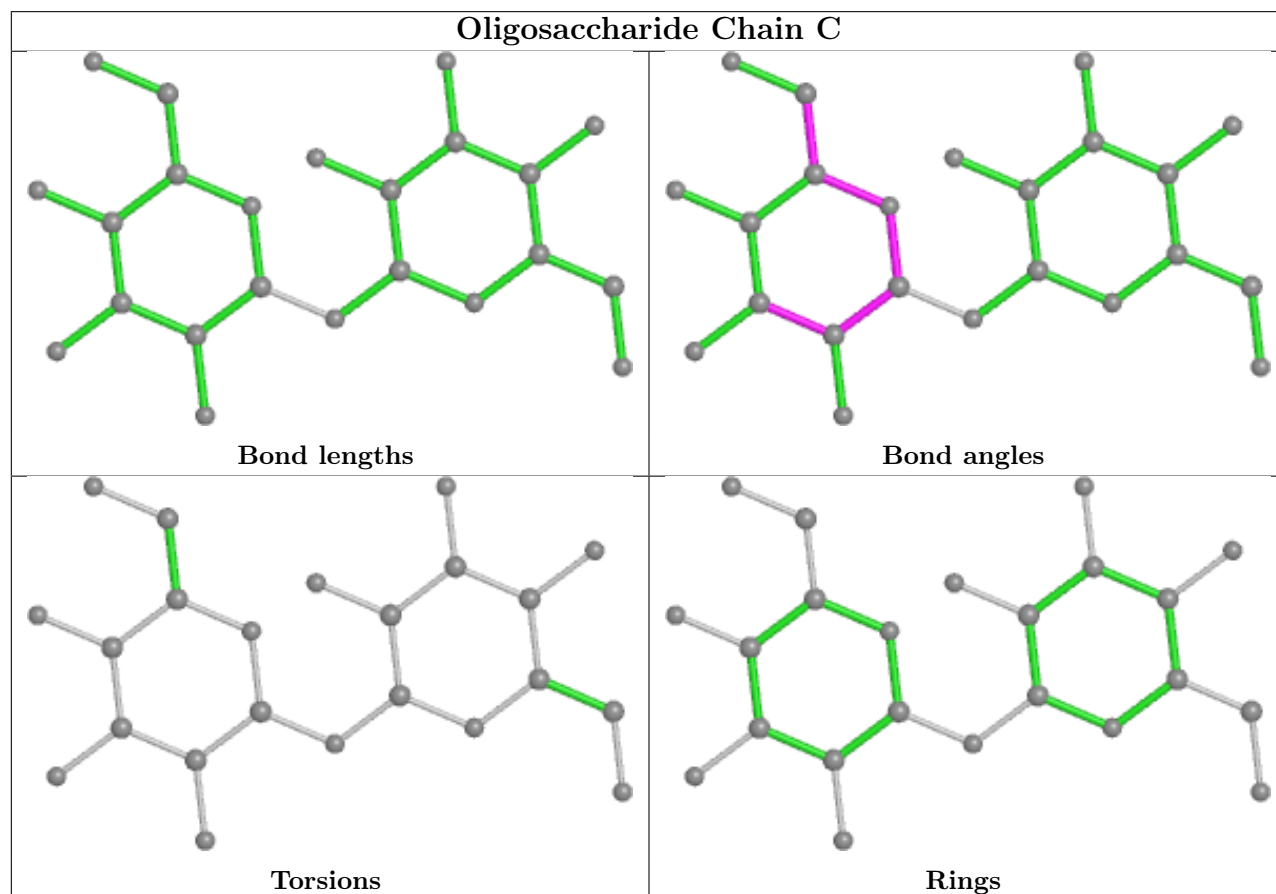 Oligosaccharide Chain C
Bond lengths
Bond angles
Torsions
Rings